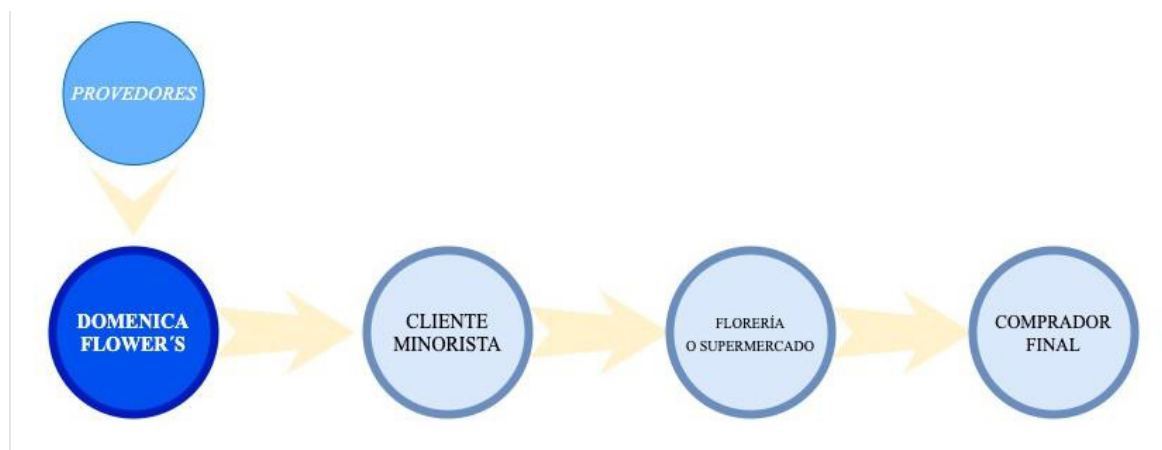 PROVEDORES
DOMENICA
FLOWER´S
CLIENTE
MINORISTA
FLORERÍA
O SUPERMERCADO
COMPRADOR
FINAL